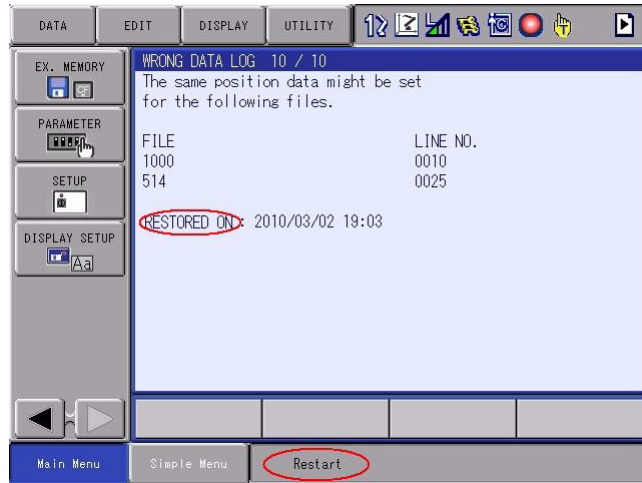 DATA EDIT DISPLAY UTILITY
EX. MEMORY
CF
PARAMETER
SETUP
DISPLAY SETUP
Aa
WRONG DATA LOG 10 / 10
The same position data might be set
for the following files.
FILE LINE NO.
1000 0010
514 0025
RESTORED ON : 2010/03/02 19:03
Main Menu Simple Menu Restart